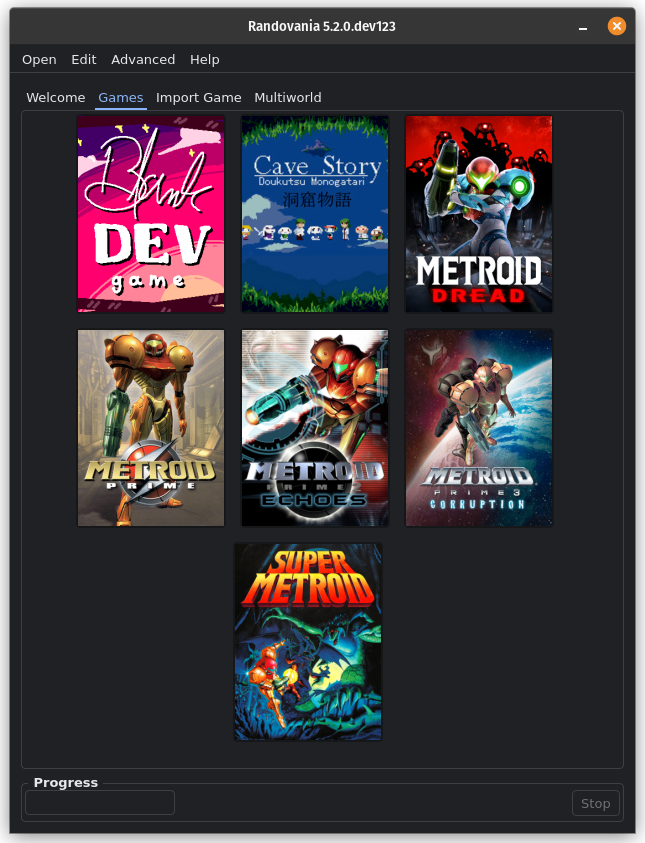 Randovania 5.2.0.dev123
Open Edit Advanced Help
Welcome Games Import Game Multiworld
Blank
DEV
game
Cave Story
Doukutsu Monogatari
洞窟物語
METROID
DREAD
METROID
PRIME
METROID
PRIME
ECHOES
METROID
PRIME 3
CORRUPTION
SUPER
METROID
Progress
Stop